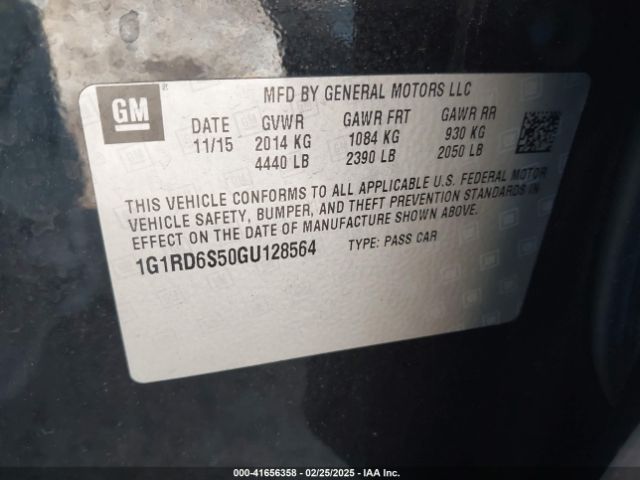 GM
MFD BY GENERAL MOTORS LLC
DATE GVWR GAWR FRT GAWR RR
11/15 2014 KG 1084 KG 930 KG
4440 LB 2390 LB 2050 LB
THIS VEHICLE CONFORMS TO ALL APPLICABLE U.S. FEDERAL MOTOR
VEHICLE SAFETY, BUMPER, AND THEFT PREVENTION STANDARDS IN
EFFECT ON THE DATE OF MANUFACTURE SHOWN ABOVE.
1G1RD6S50GU128564 TYPE: PASS CAR
000-41656358 - 02/25/2025 - IAA Inc.